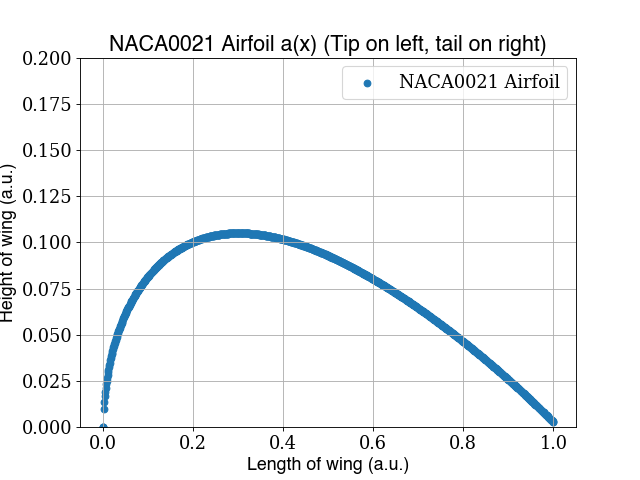 NACA0021 Airfoil a(x) (Tip on left, tail on right)
NACA0021 Airfoil
Height of wing (a.u.)
0.200
0.175
0.150
0.125
0.100
0.075
0.050
0.025
0.000
0.0 0.2 0.4 0.6 0.8 1.0
Length of wing (a.u.)